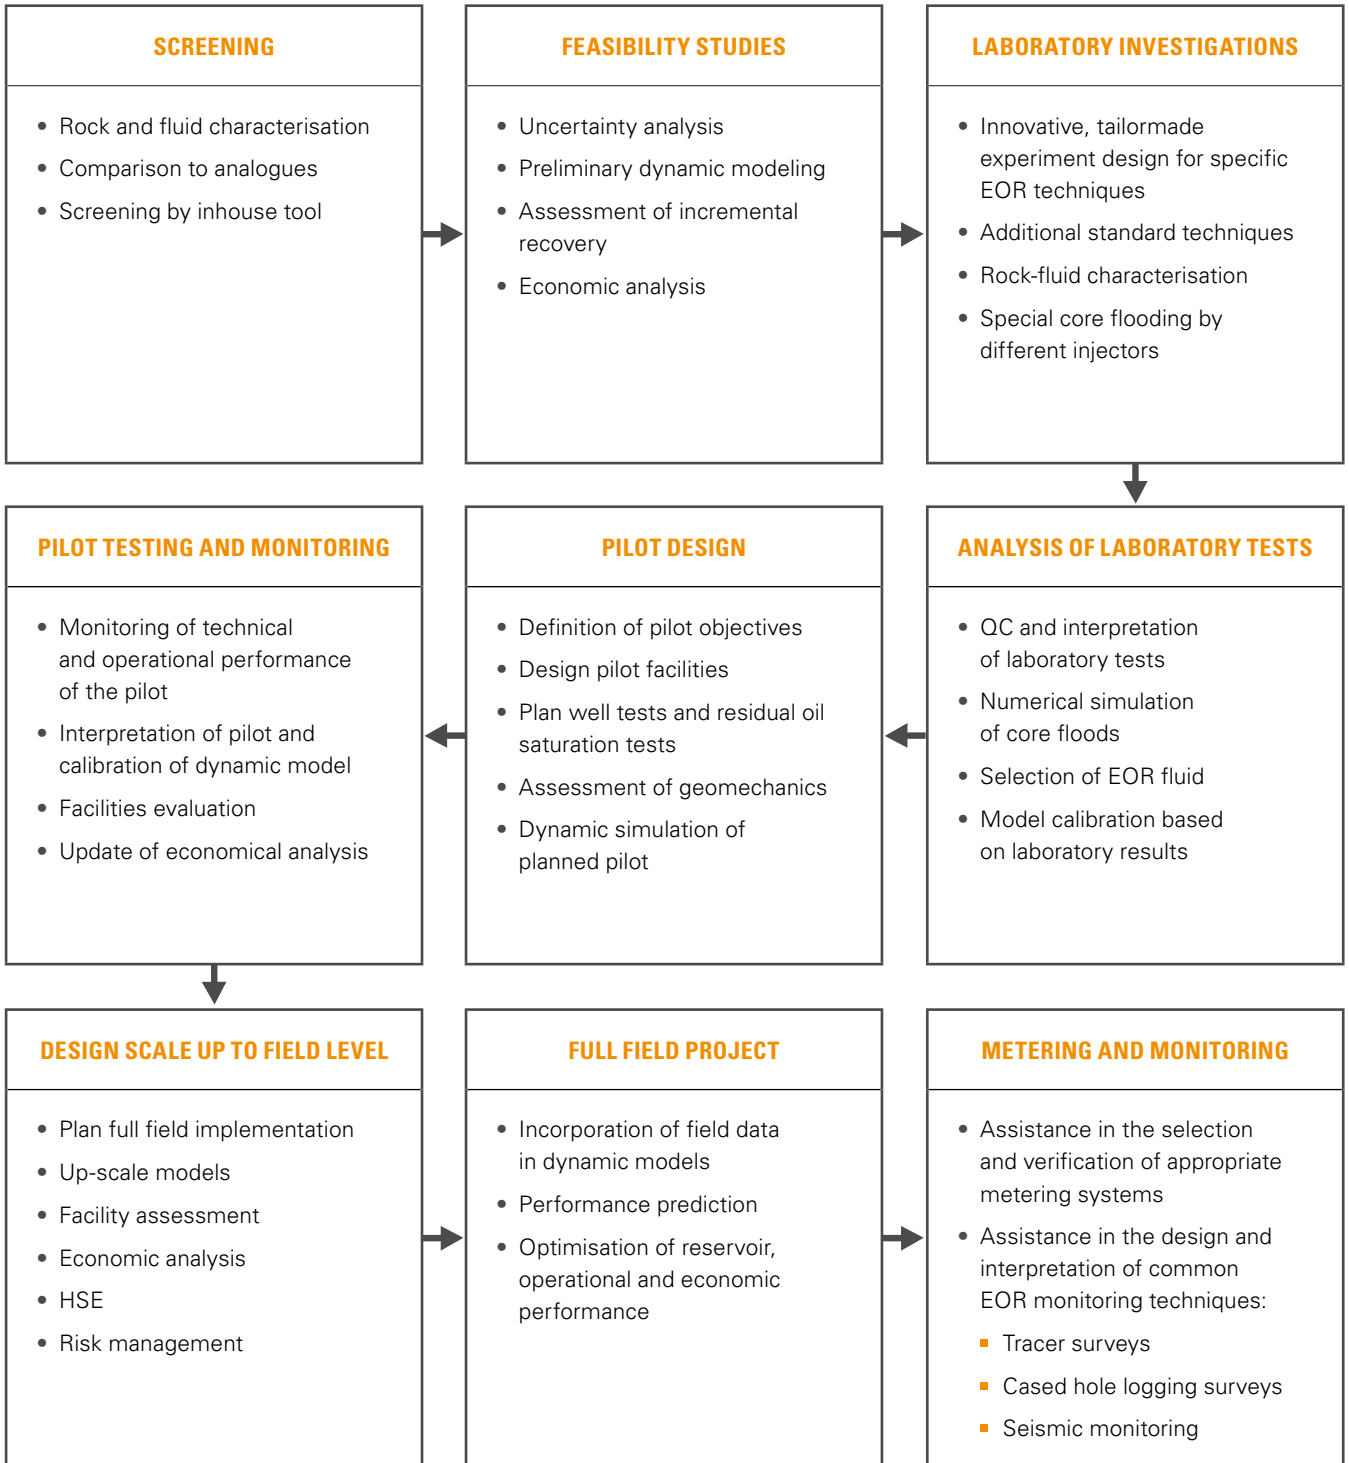 SCREENING
• Rock and fluid characterisation
• Comparison to analogues
• Screening by inhouse tool
FEASIBILITY STUDIES
• Uncertainty analysis
• Preliminary dynamic modeling
• Assessment of incremental
recovery
• Economic analysis
LABORATORY INVESTIGATIONS
• Innovative, tailormade
experiment design for specific
EOR techniques
• Additional standard techniques
• Rock-fluid characterisation
• Special core flooding by
different injectors
ANALYSIS OF LABORATORY TESTS
• QC and interpretation
of laboratory tests
• Numerical simulation
of core floods
• Selection of EOR fluid
• Model calibration based
on laboratory results
PILOT DESIGN
• Definition of pilot objectives
• Design pilot facilities
• Plan well tests and residual oil
saturation tests
• Assessment of geomechanics
• Dynamic simulation of
planned pilot
PILOT TESTING AND MONITORING
• Monitoring of technical
and operational performance
of the pilot
• Interpretation of pilot and
calibration of dynamic model
• Facilities evaluation
• Update of economical analysis
DESIGN SCALE UP TO FIELD LEVEL
• Plan full field implementation
• Up-scale models
• Facility assessment
• Economic analysis
• HSE
• Risk management
FULL FIELD PROJECT
• Incorporation of field data
in dynamic models
• Performance prediction
• Optimisation of reservoir,
operational and economic
performance
METERING AND MONITORING
• Assistance in the selection
and verification of appropriate
metering systems
• Assistance in the design and
interpretation of common
EOR monitoring techniques:
▪ Tracer surveys
▪ Cased hole logging surveys
▪ Seismic monitoring